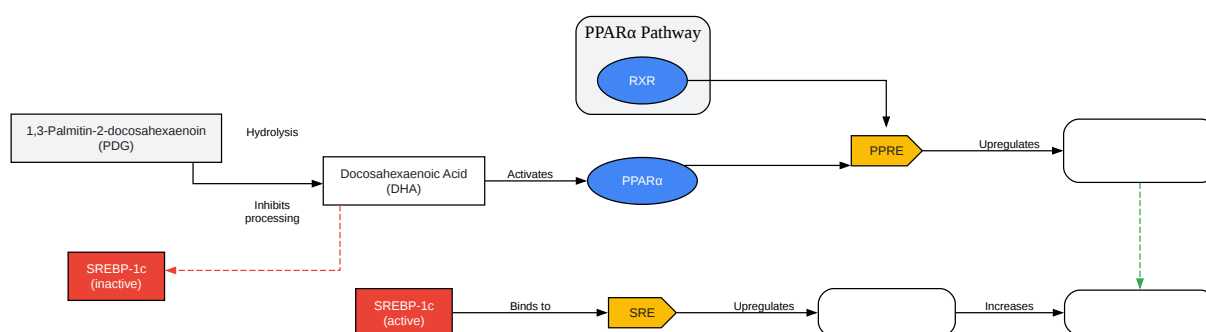 PPARα Pathway
RXR
1,3-Palmitin-2-docosahexaenoin
(PDG)
Hydrolysis
PPRE
Upregulates
Docosahexaenoic Acid
(DHA)
Activates
PPARα
Inhibits
processing
SREBP-1c
(inactive)
SREBP-1c
(active)
Binds to
SRE
Upregulates
Increases